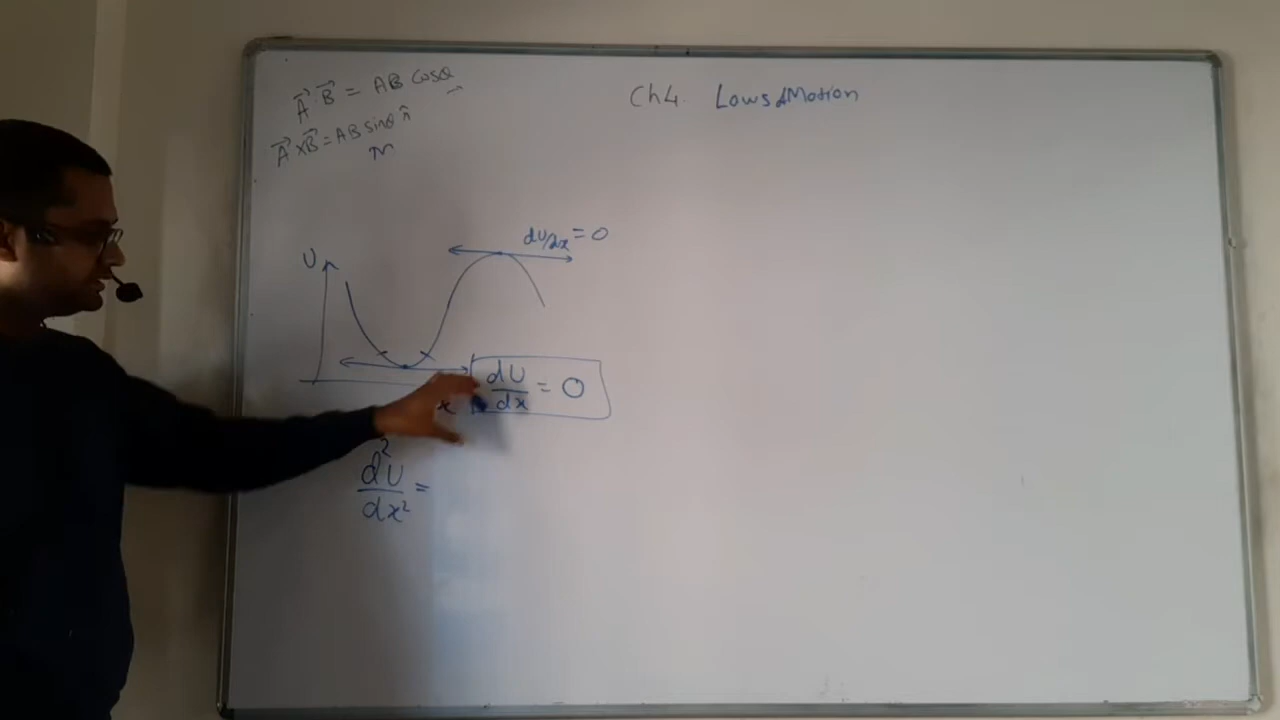 A⃗ · B⃗ = AB cosθ
A⃗ × B⃗ = AB sinθ n̂
Ch4. Laws of Motion
dU/dx = 0
U
dU/dx = 0
x
d²U/dx² =